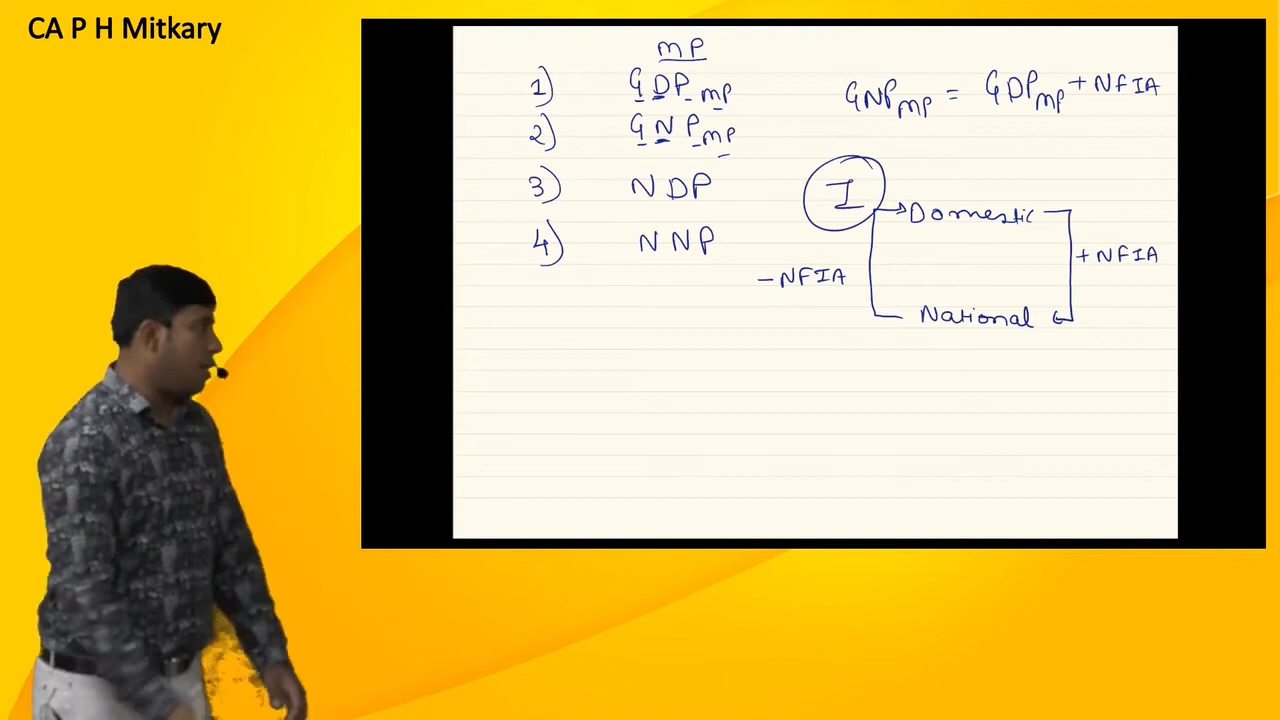 CA P H Mitkary
MP
1) GDP MP
2) GNP MP
3) NDP
4) NNP
GNP MP = GDP MP + NFIA
I
→ Domestic
+ NFIA
- NFIA
National